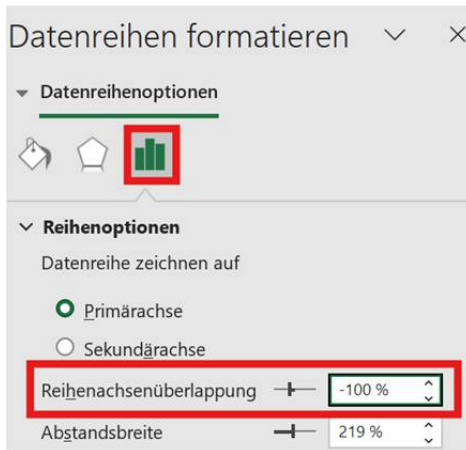 Datenreihen formatieren
Datenreihenoptionen
Reihenoptionen
Datenreihe zeichnen auf
Primärachse
Sekundärachse
Reihenachsenüberlappung -100 %
Abstandsbreite 219 %